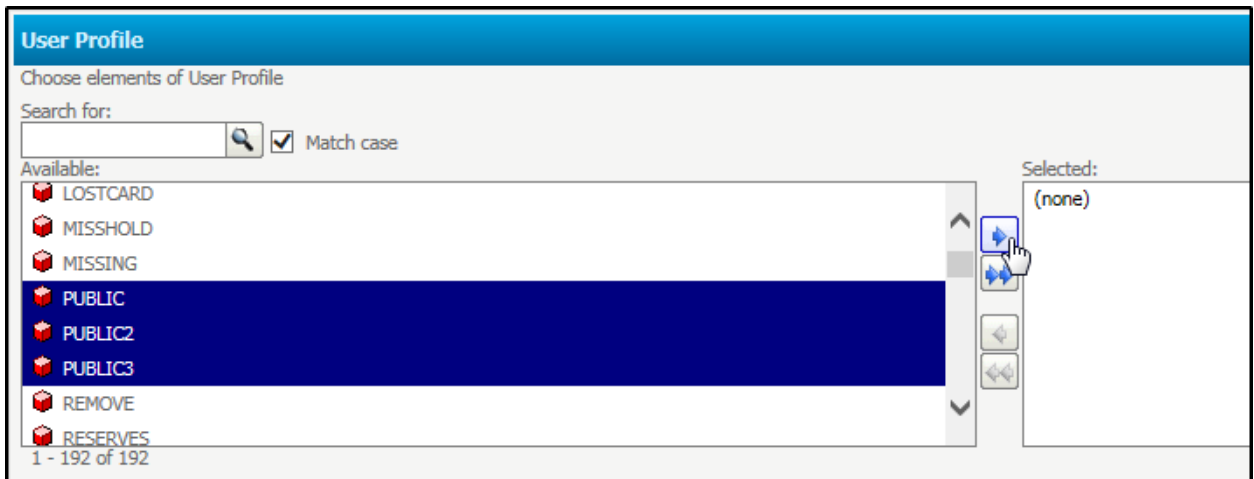 User Profile
Choose elements of User Profile
Search for:
Match case
Available:
LOSTCARD
MISSHOLD
MISSING
PUBLIC
PUBLIC2
PUBLIC3
REMOVE
RESERVES
1 - 192 of 192
Selected:
(none)